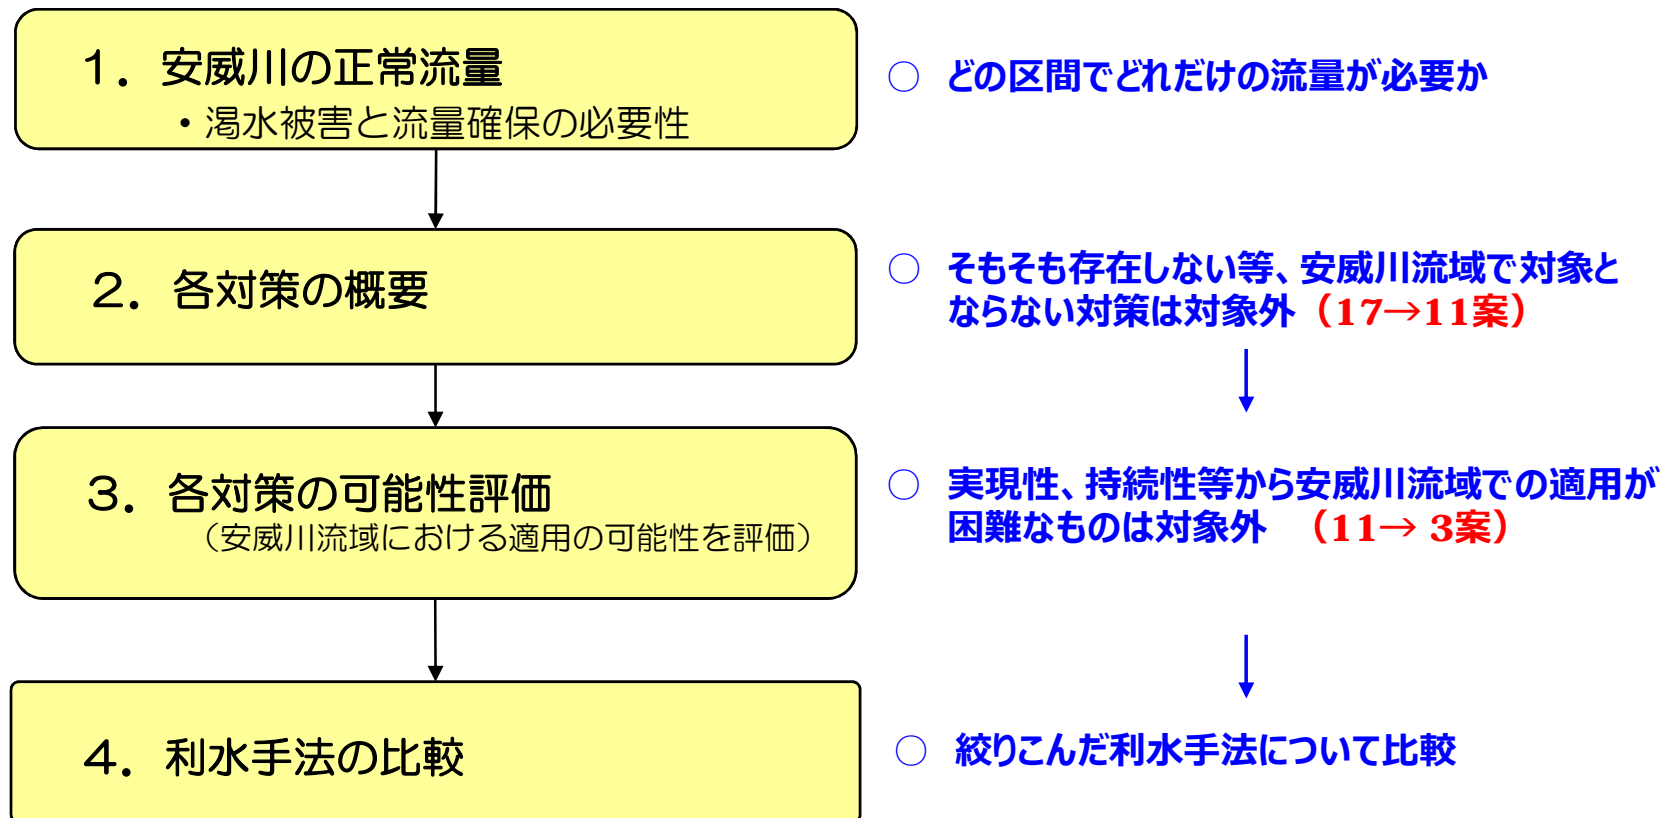 １．安威川の正常流量
・渇水被害と流量確保の必要性
○ どの区間でどれだけの流量が必要か
２．各対策の概要
○ そもそも存在しない等、安威川流域で対象と
ならない対策は対象外（17→11案）
３．各対策の可能性評価
（安威川流域における適用の可能性を評価）
○ 実現性、持続性等から安威川流域での適用が
困難なものは対象外 （11→ 3案）
４．利水手法の比較
○ 絞りこんだ利水手法について比較